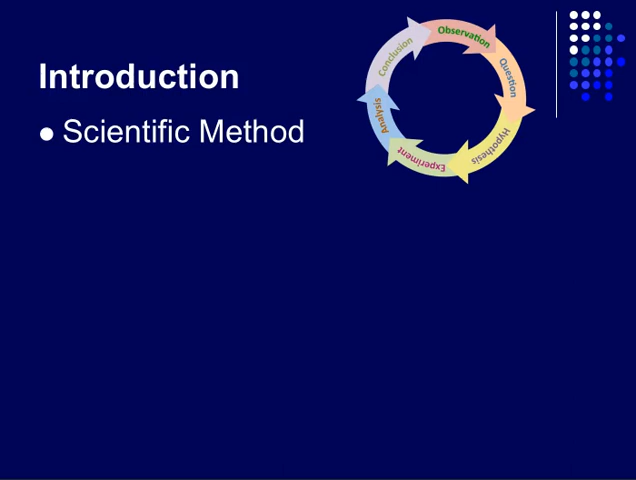 Introduction
● Scientific Method
Observation
Question
Hypothesis
Experiment
Analysis
Conclusion